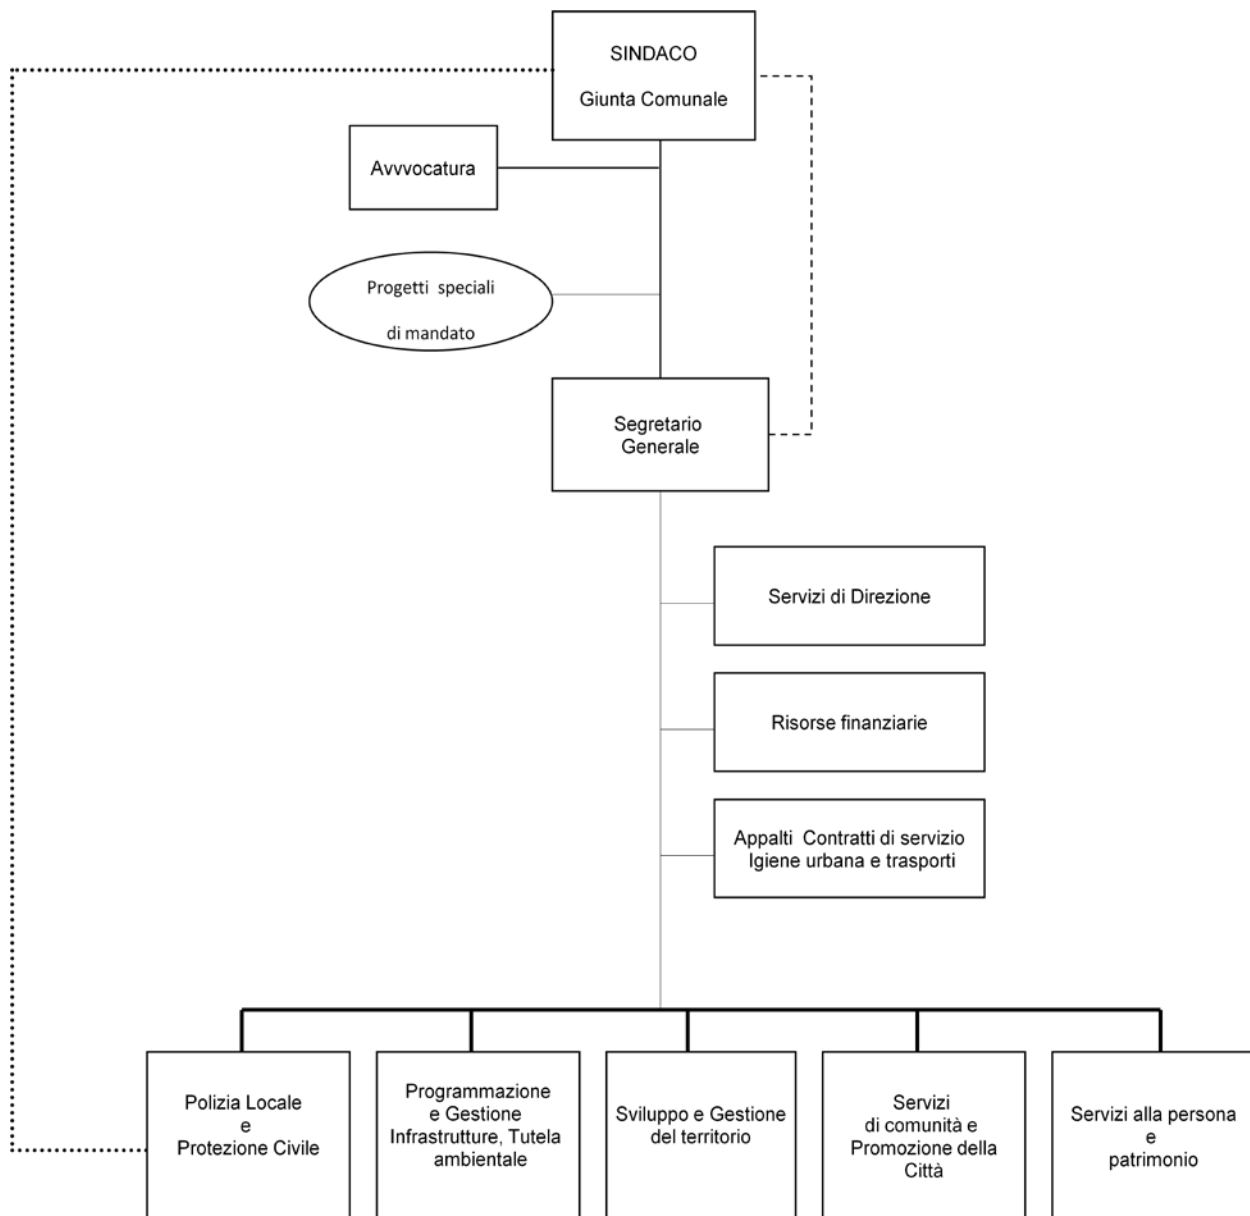 SINDACO
Giunta Comunale
Avvvocatura
Progetti speciali
di mandato
Segretario
Generale
Servizi di Direzione
Risorse finanziarie
Appalti Contratti di servizio
Igiene urbana e trasporti
Polizia Locale
e
Protezione Civile
Programmazione
e Gestione
Infrastrutture, Tutela
ambientale
Sviluppo e Gestione
del territorio
Servizi
di comunità e
Promozione della
Città
Servizi alla persona
e
patrimonio